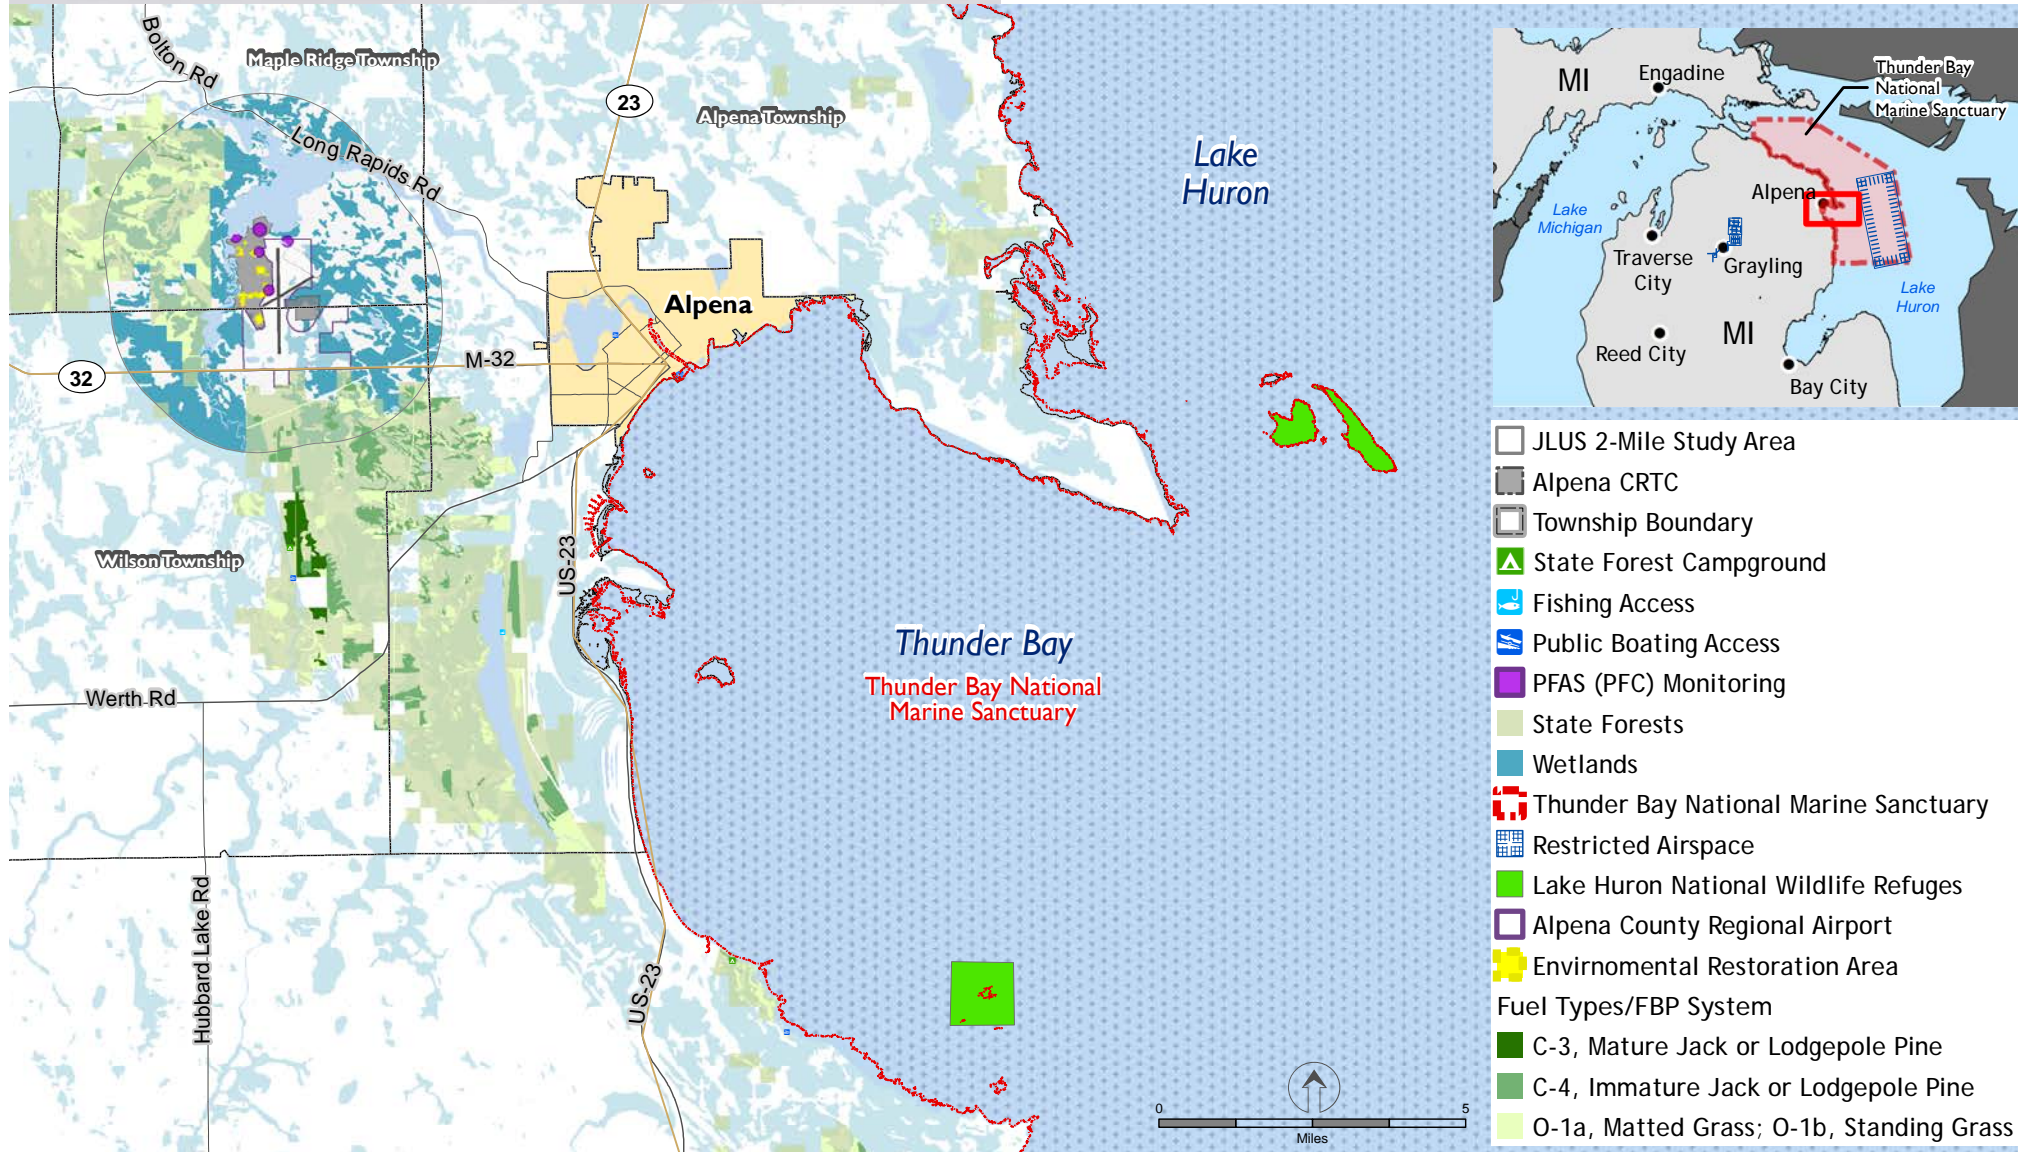 Bolton Rd
Maple Ridge Township
23
Alpena Township
Long Rapids Rd
Lake
Huron
Alpena
M-32
32
Wilson Township
US-23
Thunder Bay
Thunder Bay National
Marine Sanctuary
Werth Rd
Hubbard Lake Rd
US-23
0
5
Miles
MI
Engadine
Thunder Bay
National
Marine Sanctuary
Alpena
Lake
Michigan
Traverse
City
Grayling
Lake
Huron
Reed City
MI
Bay City
JLUS 2-Mile Study Area
Alpena CRTC
Township Boundary
State Forest Campground
Fishing Access
Public Boating Access
PFAS (PFC) Monitoring
State Forests
Wetlands
Thunder Bay National Marine Sanctuary
Restricted Airspace
Lake Huron National Wildlife Refuges
Alpena County Regional Airport
Envirnomental Restoration Area
Fuel Types/FBP System
C-3, Mature Jack or Lodgepole Pine
C-4, Immature Jack or Lodgepole Pine
O-1a, Matted Grass; O-1b, Standing Grass